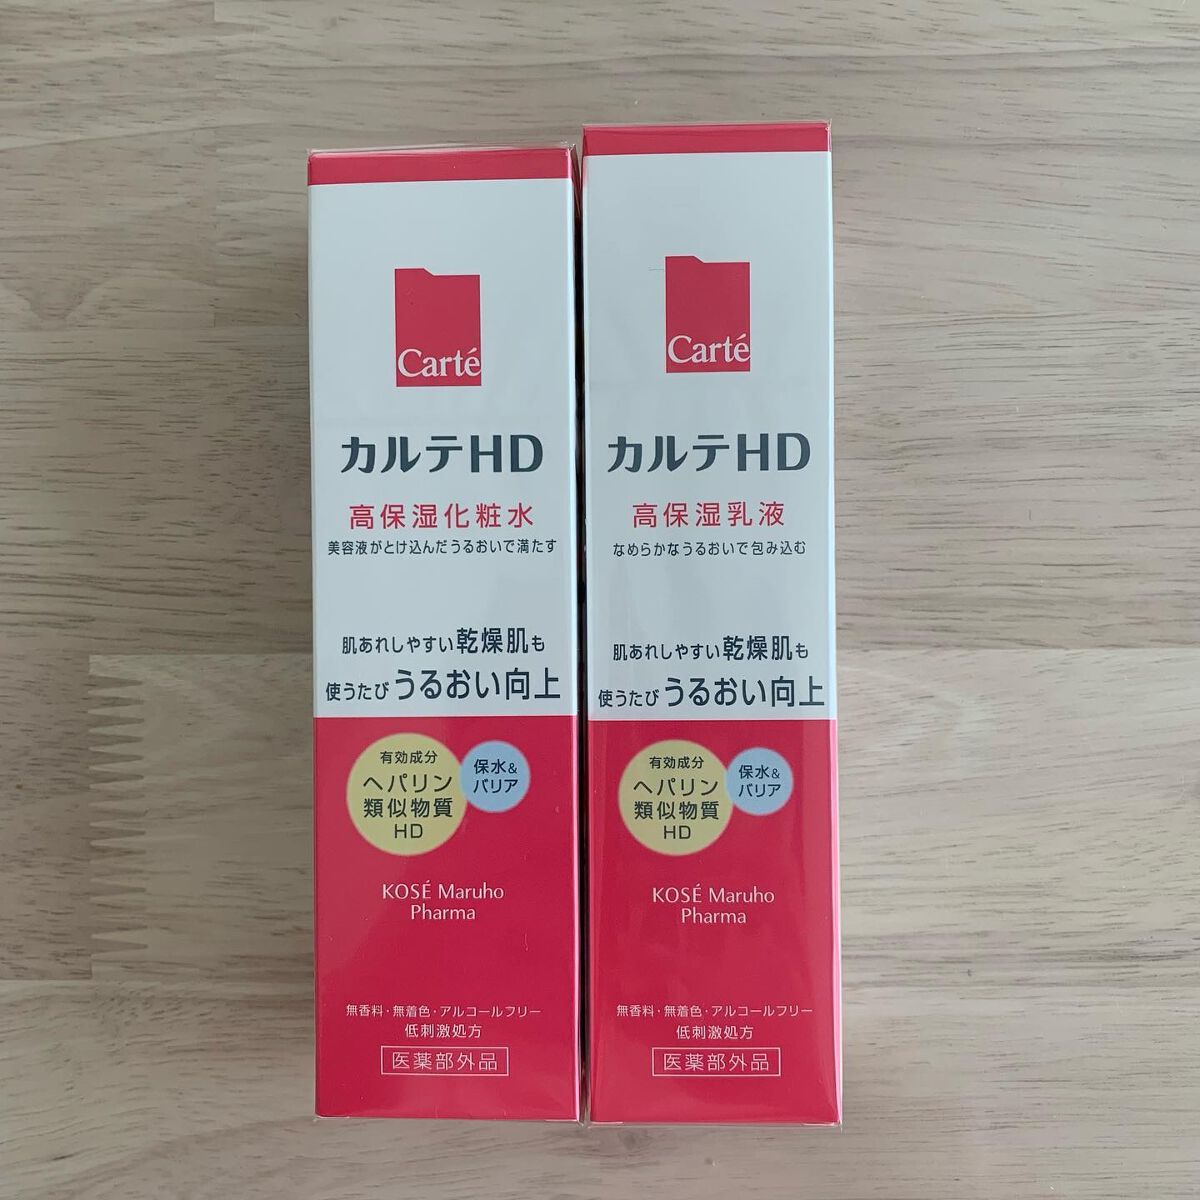 Carté
カルテHD
高保湿化粧水
美容液がとけ込んだうるおいで満たす
肌あれしやすい乾燥肌も
使うたびうるおい向上
有効成分
ヘパリン
類似物質
HD
保水&
バリア
KOSÉ Maruho
Pharma
無香料・無着色・アルコールフリー
低刺激処方
医薬部外品
Carté
カルテHD
高保湿乳液
なめらかなうるおいで包み込む
肌あれしやすい乾燥肌も
使うたびうるおい向上
有効成分
ヘパリン
類似物質
HD
保水&
バリア
KOSÉ Maruho
Pharma
無香料・無着色・アルコールフリー
低刺激処方
医薬部外品